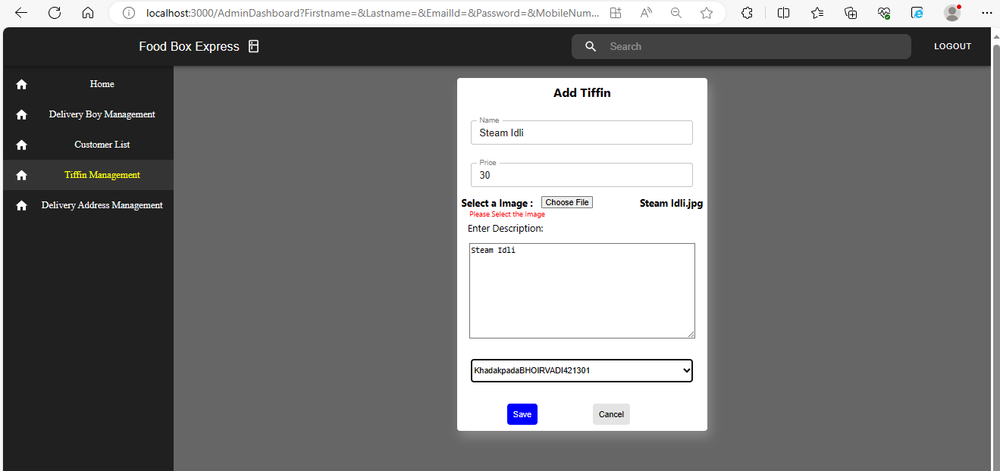 localhost:3000/AdminDashboard?Firstname=&Lastname=&EmailId=&Password=&MobileNum...
Food Box Express
Search
LOGOUT
Home
Delivery Boy Management
Customer List
Tiffin Management
Delivery Address Management
Add Tiffin
Name
Steam Idli
Price
30
Select a Image : Choose File Steam Idli.jpg
Please Select the Image
Enter Description:
Steam Idli
KhadakpadaBHOIRVADI421301
Save Cancel